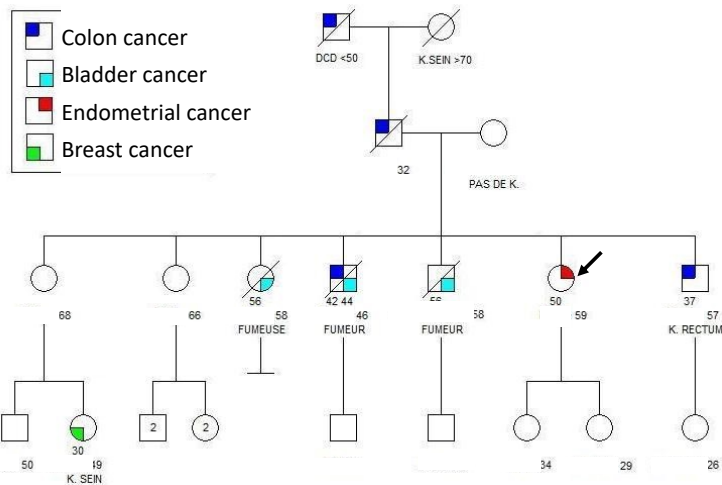 Colon cancer
Bladder cancer
Endometrial cancer
Breast cancer
DCD <50
K.SEIN >70
32
PAS DE K.
56
42 44
50
37
68
66
58
46
58
59
57
FUMEUSE
FUMEUR
FUMEUR
K. RECTUM
2
2
30
50
49
34
29
26
K. SEIN